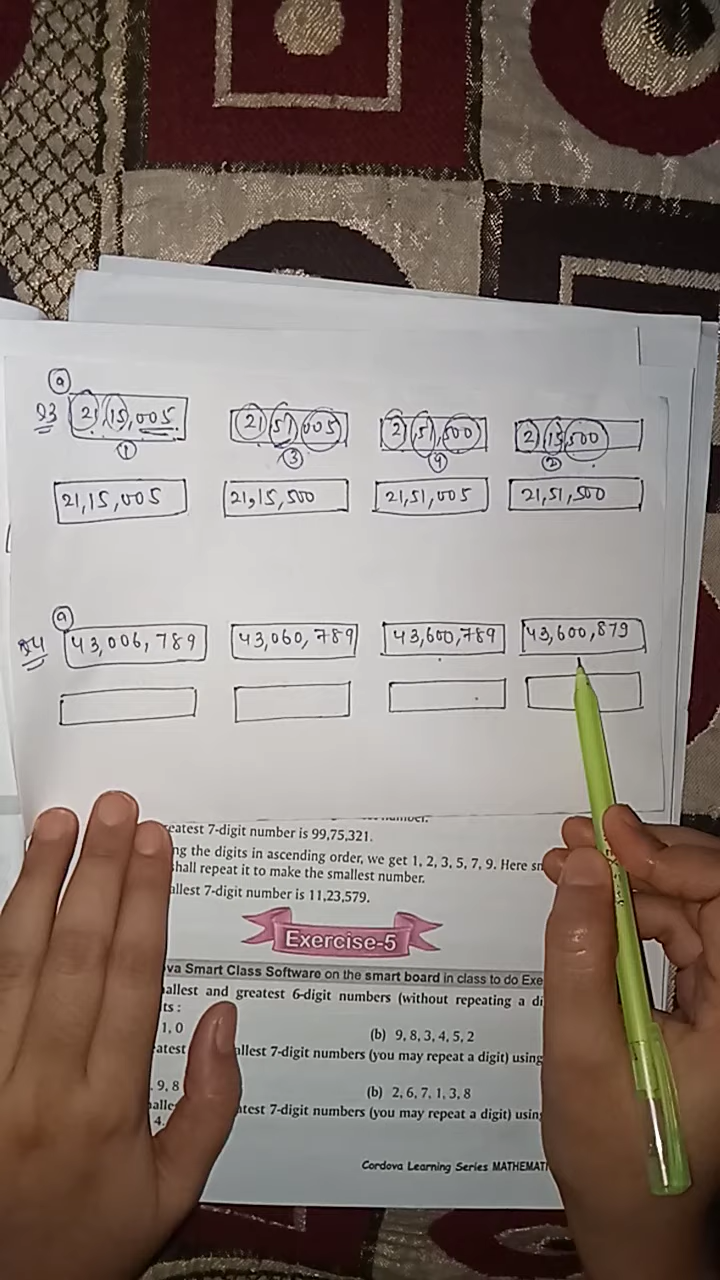 a
Q3 21,15,005 21,51,005 21,51,500 21,15,500
1 3 4 2
21,15,005 21,15,500 21,51,005 21,51,500
a
Q4 43,006,789 43,060,789 43,600,789 43,600,879
number.
eatest 7-digit number is 99,75,321.
ng the digits in ascending order, we get 1, 2, 3, 5, 7, 9. Here
shall repeat it to make the smallest number.
allest 7-digit number is 11,23,579.
Exercise-5
va Smart Class Software on the smart board in class to do Exe
allest and greatest 6-digit numbers (without repeating a di
ts :
1, 0 (b) 9, 8, 3, 4, 5, 2
eatest allest 7-digit numbers (you may repeat a digit) using
9, 8 (b) 2, 6, 7, 1, 3, 8
alle atest 7-digit numbers (you may repeat a digit) usin
4.
Cordova Learning Series MATHEMATI